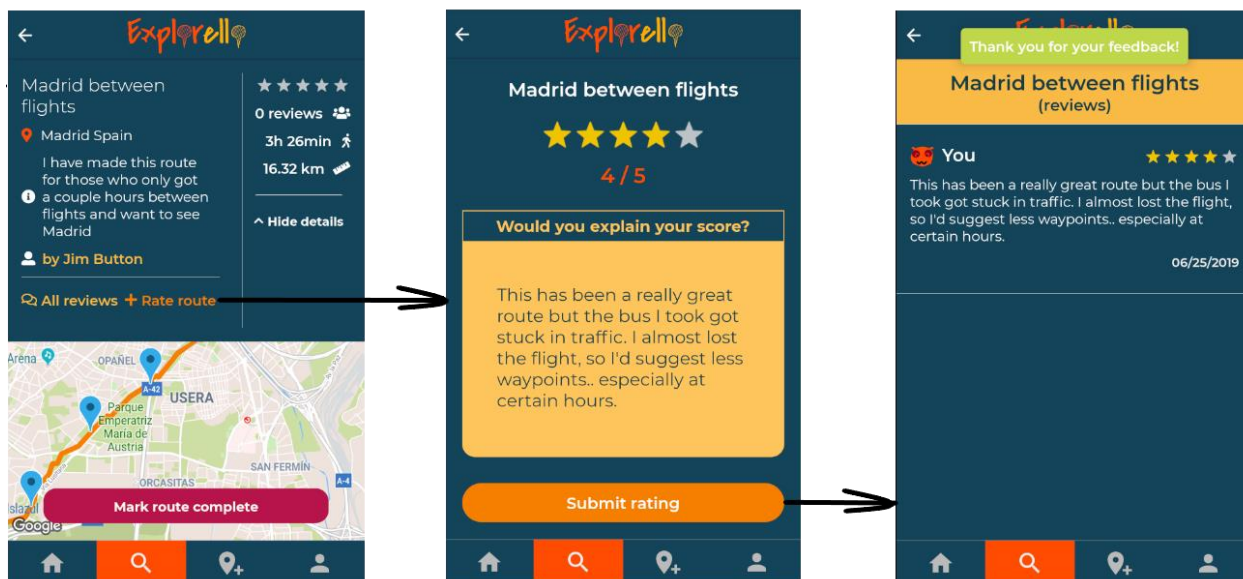 Explorello
Madrid between
flights
Madrid Spain
I have made this route
for those who only got
a couple hours between
flights and want to see
Madrid
by Jim Button
All reviews + Rate route
0 reviews
3h 26min
16.32 km
Hide details
Arena
OPAÑEL
A-42
USERA
Parque
Emperatriz
María de
Austria
SAN FERMÍN
ORCASITAS
A-4
Islazul
Mark route complete
Google
Explorello
Madrid between flights
4 / 5
Would you explain your score?
This has been a really great
route but the bus I took got
stuck in traffic. I almost lost
the flight, so I'd suggest less
waypoints.. especially at
certain hours.
Submit rating
Thank you for your feedback!
Madrid between flights
(reviews)
You
This has been a really great route but the bus I
took got stuck in traffic. I almost lost the flight,
so I'd suggest less waypoints.. especially at
certain hours.
06/25/2019